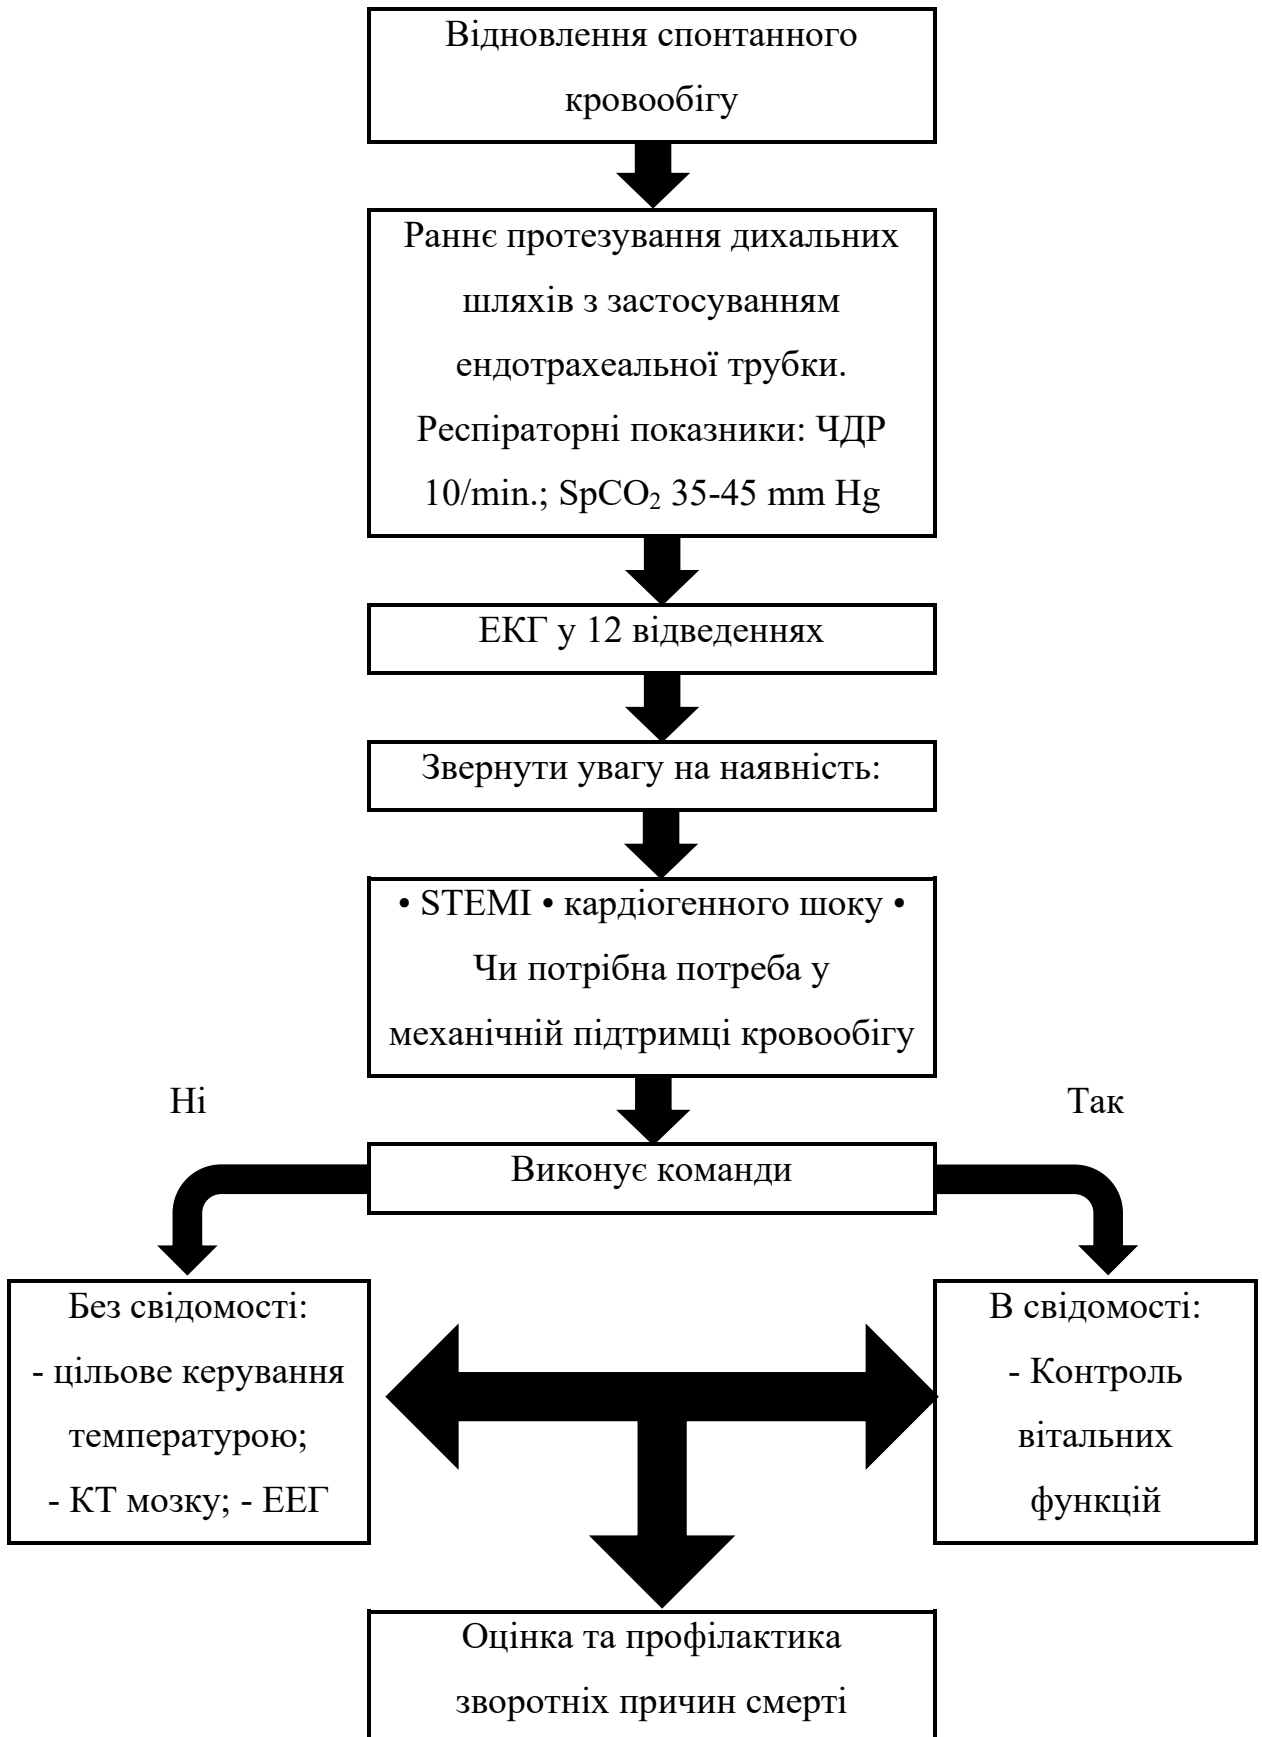 Відновлення спонтанного
кровообігу
Раннє протезування дихальних
шляхів з застосуванням
ендотрахеальної трубки.
Респіраторні показники: ЧДР
10/min.; SpCO₂ 35-45 mm Hg
ЕКГ у 12 відведеннях
Звернути увагу на наявність:
• STEMI • кардіогенного шоку •
Чи потрібна потреба у
механічній підтримці кровообігу
Ні
Так
Виконує команди
Без свідомості:
- цільове керування
температурою;
- КТ мозку; - ЕЕГ
В свідомості:
- Контроль
вітальних
функцій
Оцінка та профілактика
зворотніх причин смерті